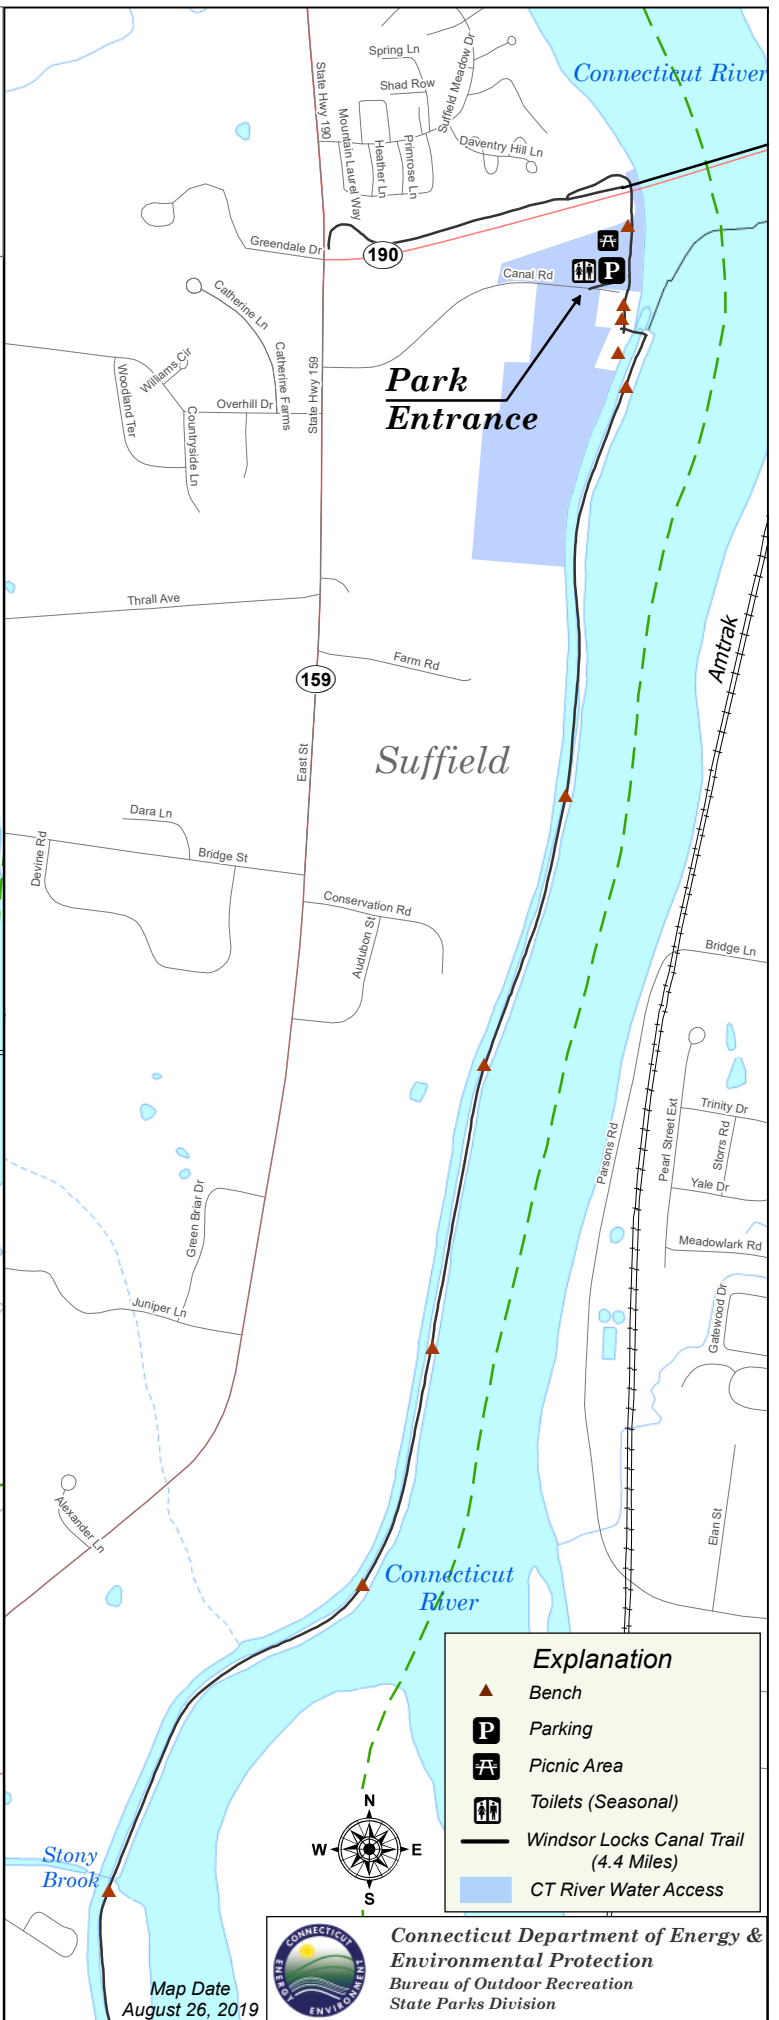 Spring Ln
Connecticut River
Shad Row
Suffield Meadow Dr
State Hwy 190
Mountain Laurel Way
Heather Ln
Primrose Ln
Daventry Hill Ln
Greendale Dr
190
Canal Rd
P
Catherine Ln
Catherine Farms
Williams Cir
Woodland Ter
Countryside Ln
Overhill Dr
State Hwy 159
Park
Entrance
Thrall Ave
Farm Rd
159
Amtrak
East St
Suffield
Dara Ln
Devine Rd
Bridge St
Conservation Rd
Audubon St
Bridge Ln
Trinity Dr
Pearl Street Ext
Storrs Rd
Parsons Rd
Yale Dr
Green Briar Dr
Meadowlark Rd
Juniper Ln
Gatewood Dr
Alexander Ln
Elan St
Connecticut
River
Explanation
Bench
P
Parking
Picnic Area
Toilets (Seasonal)
Windsor Locks Canal Trail
(4.4 Miles)
CT River Water Access
N
W
E
S
Stony
Brook
Map Date
August 26, 2019
CONNECTICUT
ENERGY
ENVIRONMENT
Connecticut Department of Energy &
Environmental Protection
Bureau of Outdoor Recreation
State Parks Division